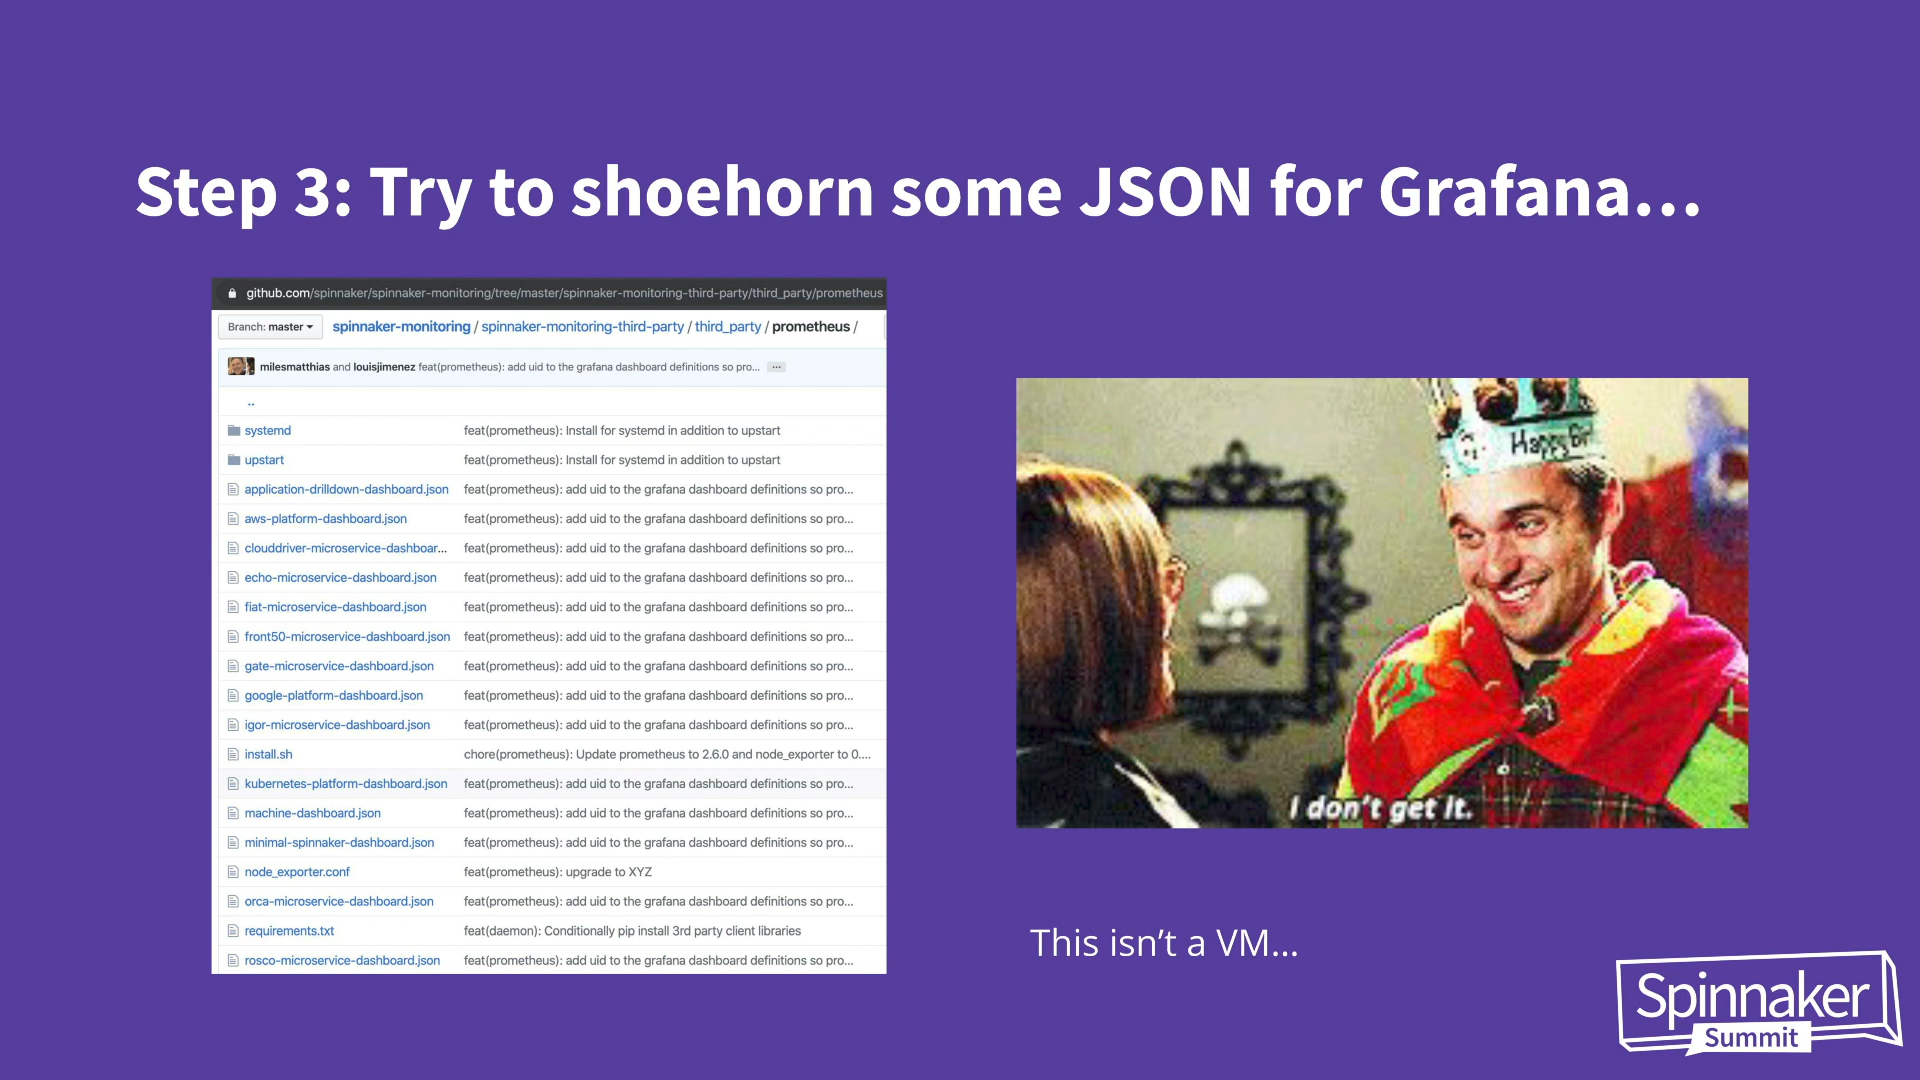 Step 3: Try to shoehorn some JSON for Grafana...
github.com/spinnaker/spinnaker-monitoring/tree/master/spinnaker-monitoring-third-party/third_party/prometheus
Branch: master
spinnaker-monitoring / spinnaker-monitoring-third-party / third_party / prometheus /
milesmatthias and louisjimenez feat(prometheus): add uid to the grafana dashboard definitions so pro... ...
..
systemd feat(prometheus): Install for systemd in addition to upstart
upstart feat(prometheus): Install for systemd in addition to upstart
application-drilldown-dashboard.json feat(prometheus): add uid to the grafana dashboard definitions so pro...
aws-platform-dashboard.json feat(prometheus): add uid to the grafana dashboard definitions so pro...
clouddriver-microservice-dashboar... feat(prometheus): add uid to the grafana dashboard definitions so pro...
echo-microservice-dashboard.json feat(prometheus): add uid to the grafana dashboard definitions so pro...
fiat-microservice-dashboard.json feat(prometheus): add uid to the grafana dashboard definitions so pro...
front50-microservice-dashboard.json feat(prometheus): add uid to the grafana dashboard definitions so pro...
gate-microservice-dashboard.json feat(prometheus): add uid to the grafana dashboard definitions so pro...
google-platform-dashboard.json feat(prometheus): add uid to the grafana dashboard definitions so pro...
igor-microservice-dashboard.json feat(prometheus): add uid to the grafana dashboard definitions so pro...
install.sh chore(prometheus): Update prometheus to 2.6.0 and node_exporter to 0....
kubernetes-platform-dashboard.json feat(prometheus): add uid to the grafana dashboard definitions so pro...
machine-dashboard.json feat(prometheus): add uid to the grafana dashboard definitions so pro...
minimal-spinnaker-dashboard.json feat(prometheus): add uid to the grafana dashboard definitions so pro...
node_exporter.conf feat(prometheus): upgrade to XYZ
orca-microservice-dashboard.json feat(prometheus): add uid to the grafana dashboard definitions so pro...
requirements.txt feat(daemon): Conditionally pip install 3rd party client libraries
rosco-microservice-dashboard.json feat(prometheus): add uid to the grafana dashboard definitions so pro...
Happy
I don't get it.
This isn't a VM...
Spinnaker
Summit